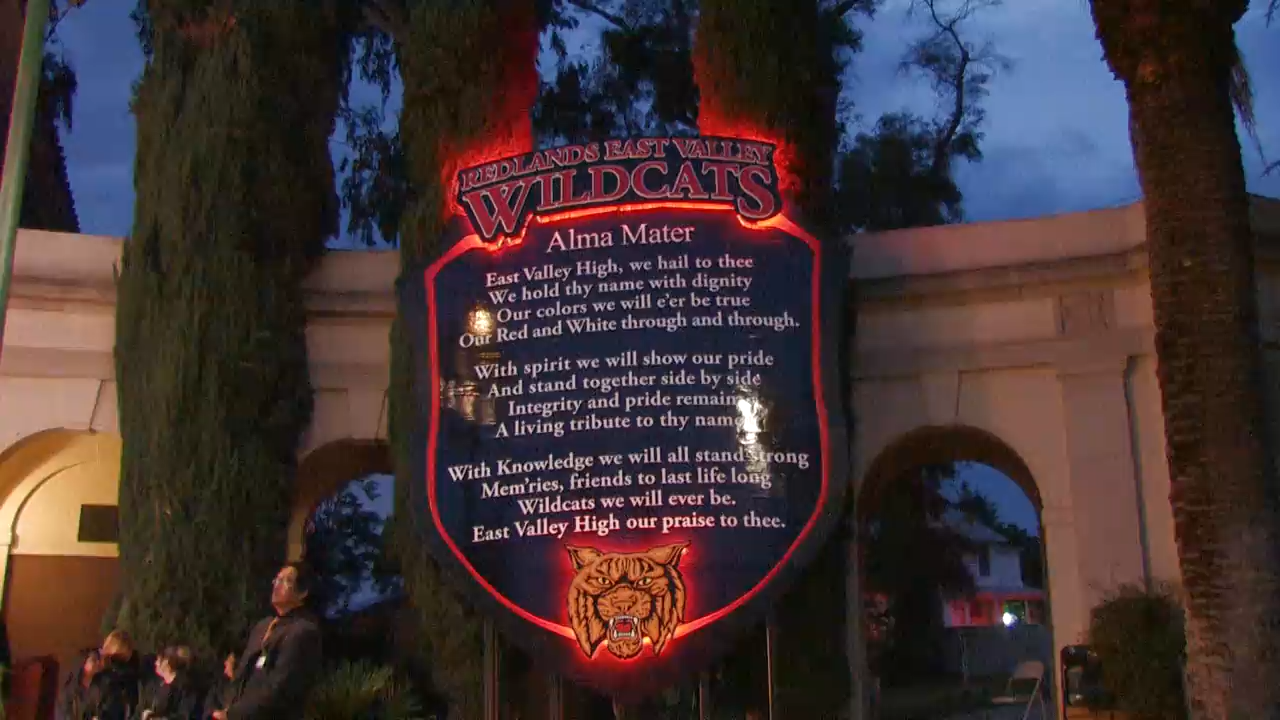 REDLANDS EAST VALLEY
WILDCATS
Alma Mater
East Valley High, we hail to thee
We hold thy name with dignity
Our colors we will e'er be true
Our Red and White through and through.
With spirit we will show our pride
And stand together side by side
Integrity and pride remain
A living tribute to thy name
With Knowledge we will all stand strong
Mem'ries, friends to last life long
Wildcats we will ever be.
East Valley High our praise to thee.